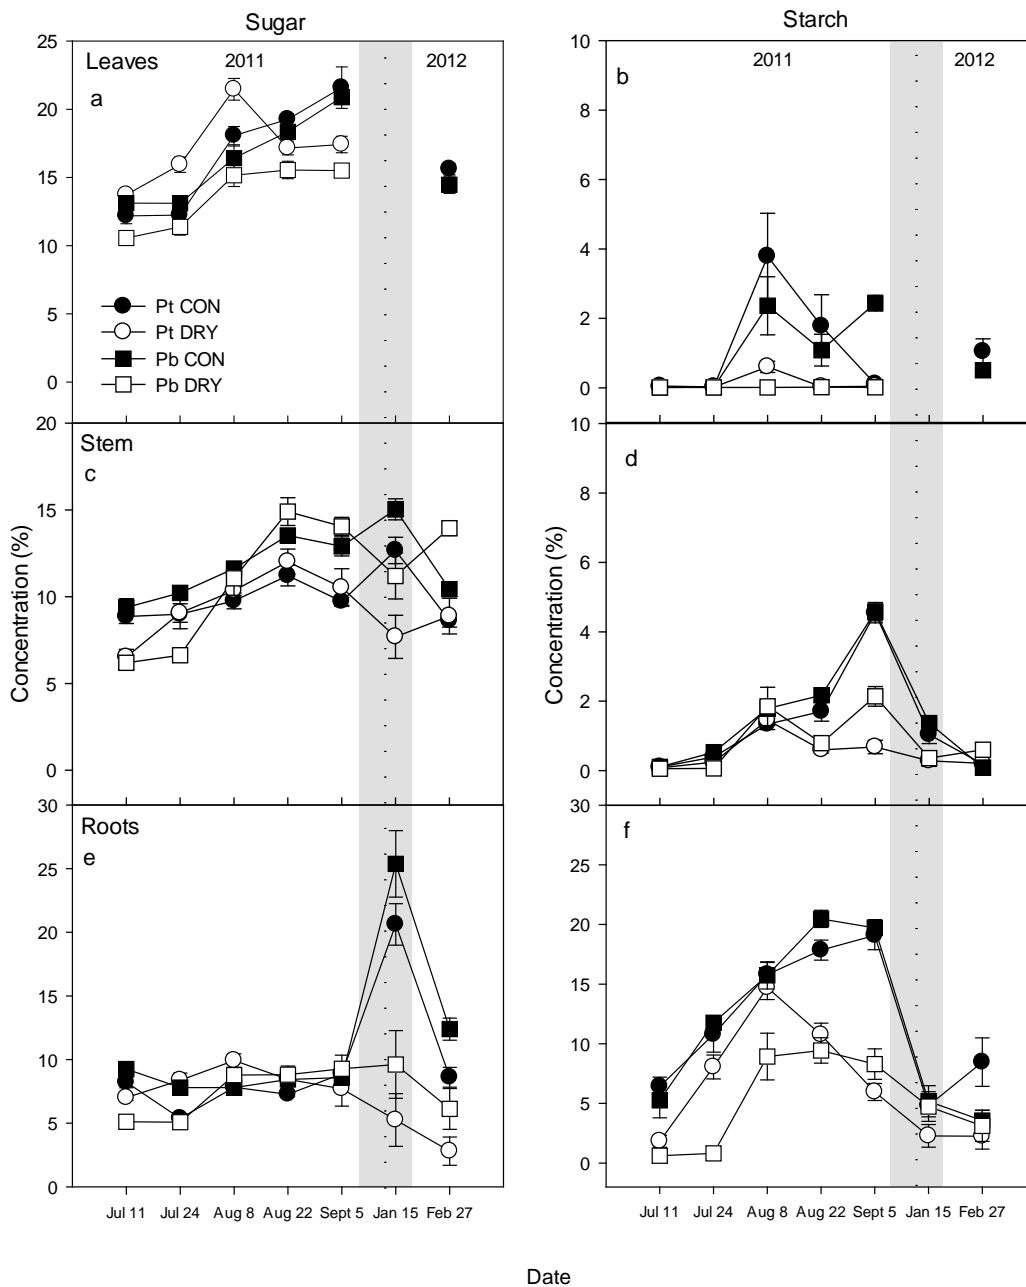 Sugar
Starch
25
20
15
10
5
0
Leaves
2011
2012
a
Pt CON
Pt DRY
Pb CON
Pb DRY
10
8
6
4
2
0
2011
2012
b
Concentration (%)
20
15
10
5
0
Stem
c
Concentration (%)
10
8
6
4
2
0
d
30
25
20
15
10
5
0
Roots
e
25
20
15
10
5
0
f
Jul 11 Jul 24 Aug 8 Aug 22 Sept 5 Jan 15 Feb 27
Jul 11 Jul 24 Aug 8 Aug 22 Sept 5 Jan 15 Feb 27
Date